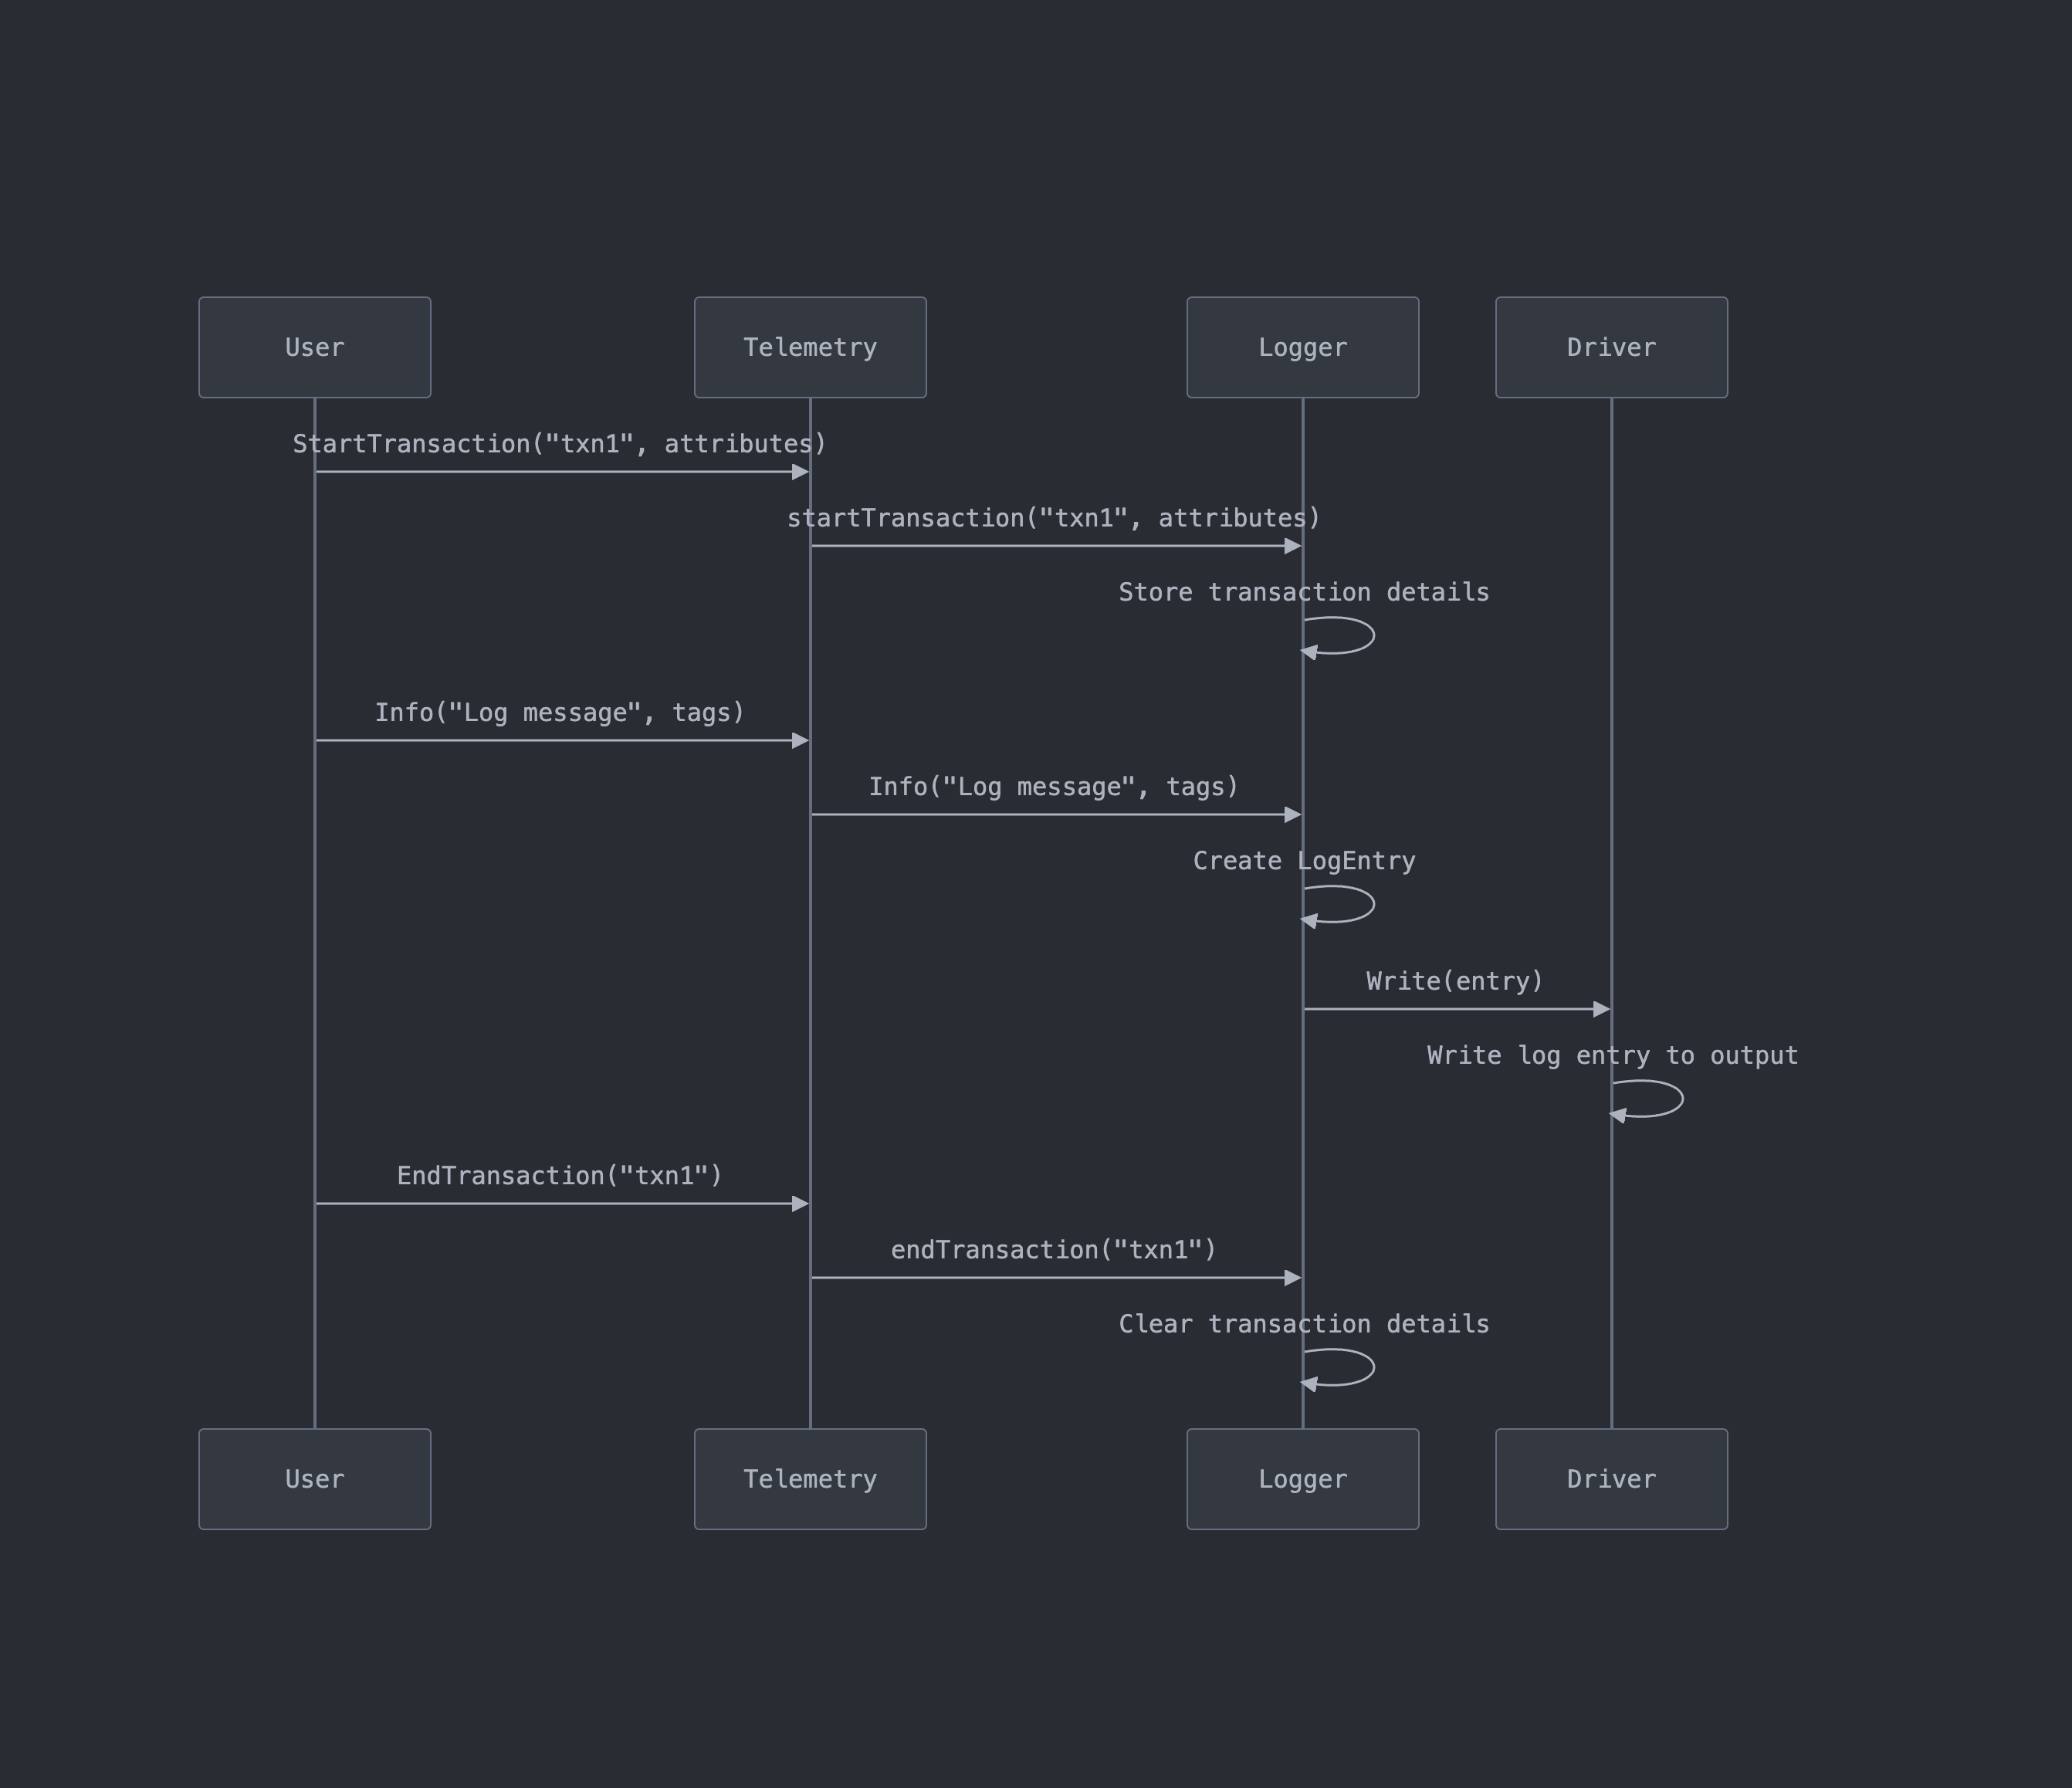 User
Telemetry
Logger
Driver
StartTransaction("txn1", attributes)
startTransaction("txn1", attributes)
Store transaction details
Info("Log message", tags)
Info("Log message", tags)
Create LogEntry
Write(entry)
Write log entry to output
EndTransaction("txn1")
endTransaction("txn1")
Clear transaction details
User
Telemetry
Logger
Driver